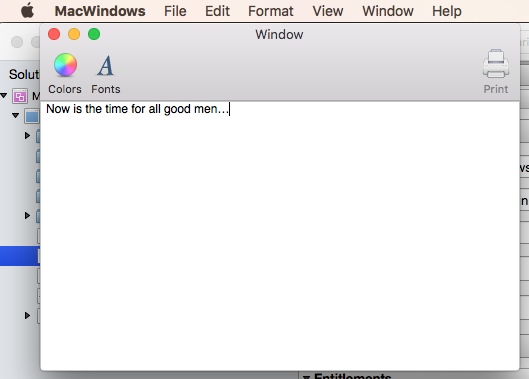 MacWindows File Edit Format View Window Help
Window
Colors Fonts Print
Now is the time for all good men...
Solut
M
Entitlements